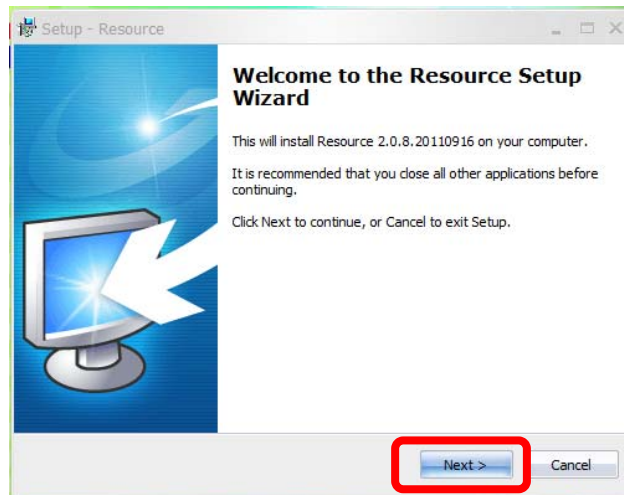 Setup - Resource
Welcome to the Resource Setup
Wizard
This will install Resource 2.0.8.20110916 on your computer.
It is recommended that you close all other applications before
continuing.
Click Next to continue, or Cancel to exit Setup.
Next >
Cancel